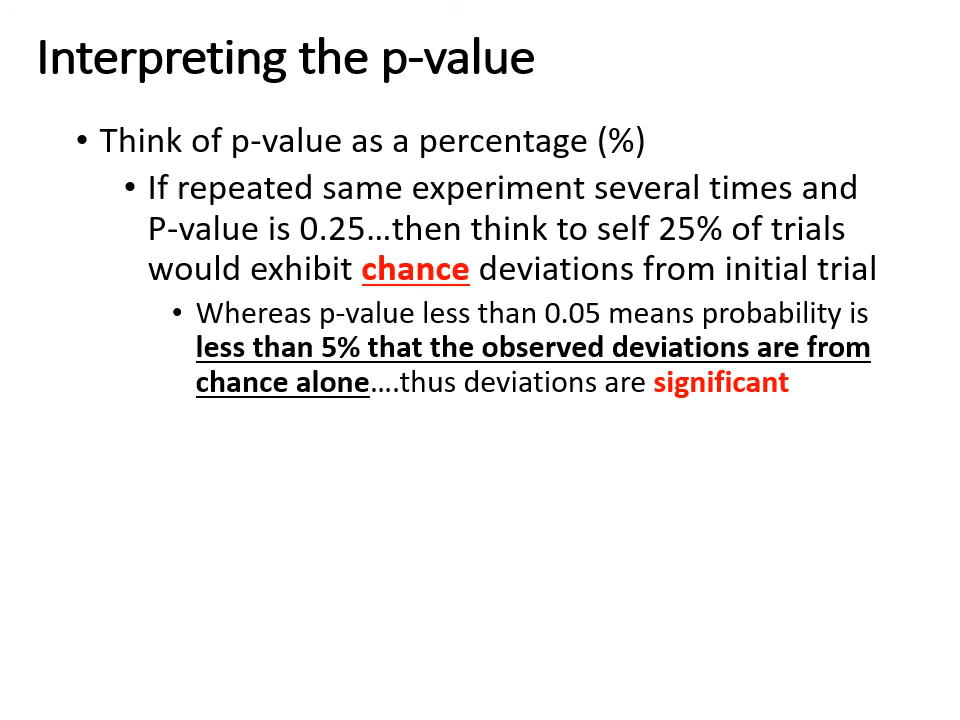 Interpreting the p-value
• Think of p-value as a percentage (%)
• If repeated same experiment several times and
P-value is 0.25…then think to self 25% of trials
would exhibit chance deviations from initial trial
• Whereas p-value less than 0.05 means probability is
less than 5% that the observed deviations are from
chance alone….thus deviations are significant